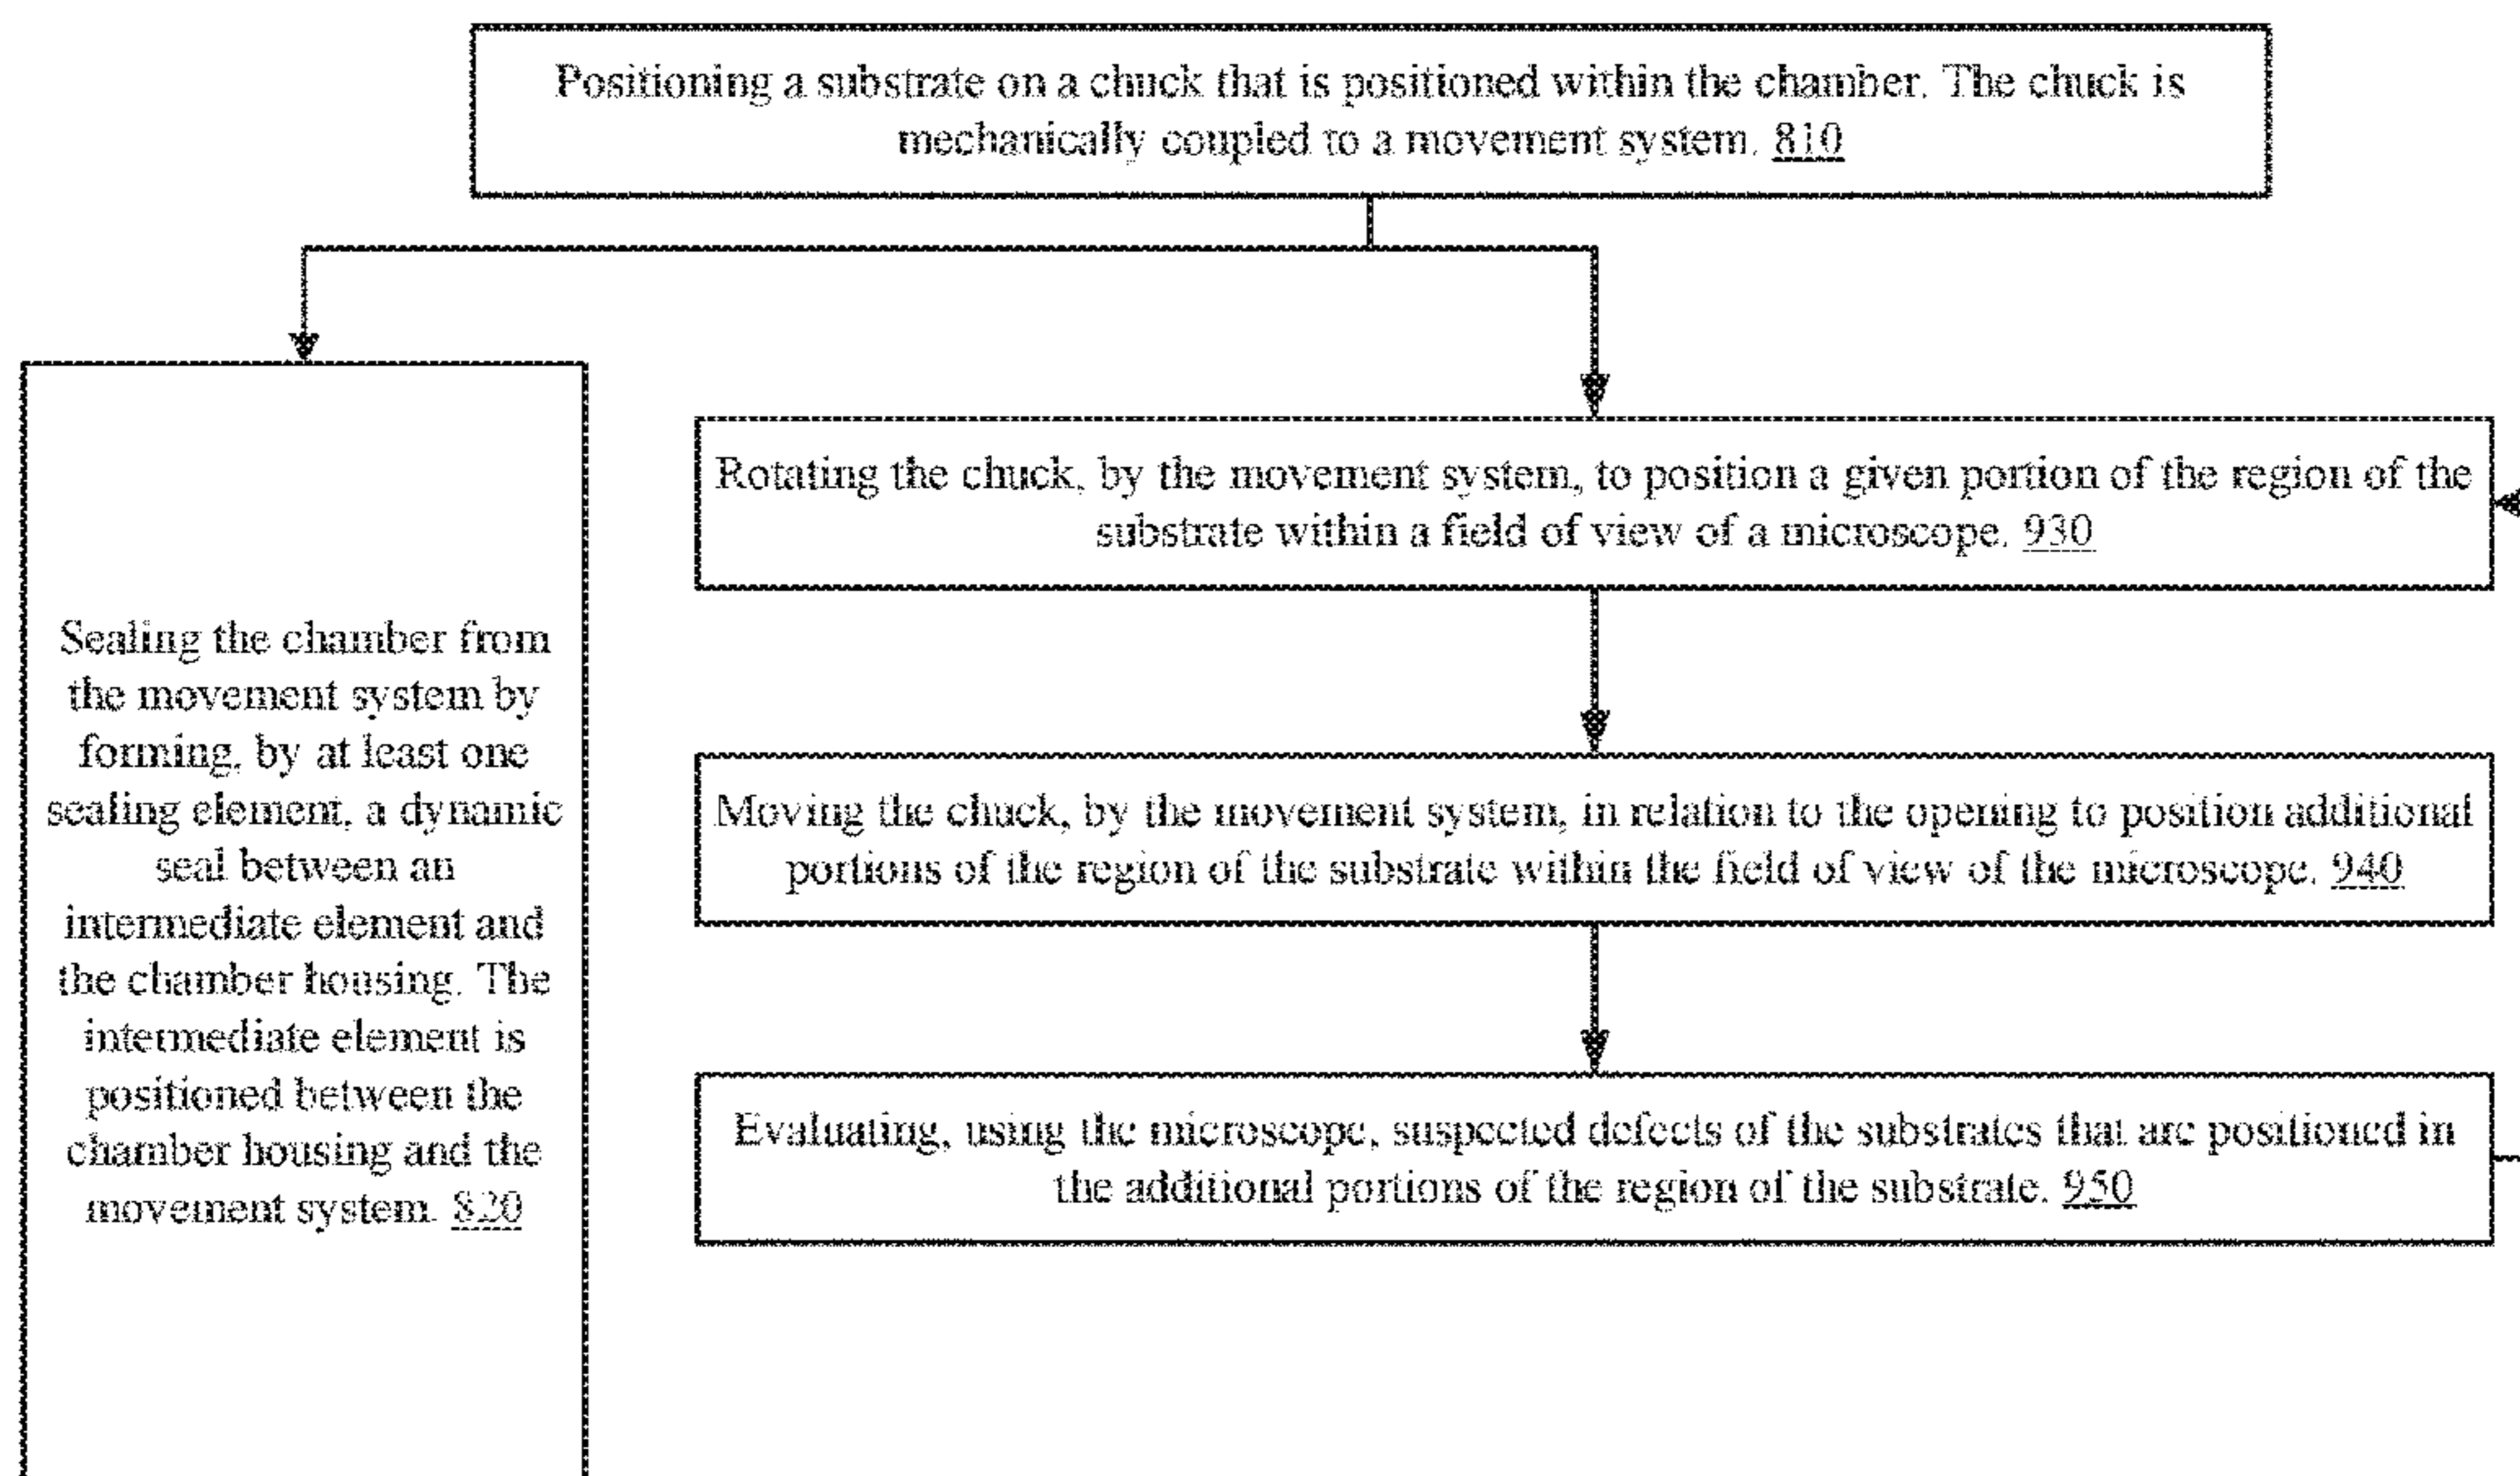 Positioning a substrate on a chuck that is positioned within the chamber. The chuck is
mechanically coupled to a movement system. 810
Sealing the chamber from
the movement system by
forming, by at least one
sealing element, a dynamic
seal between an
intermediate element and
the chamber housing. The
intermediate element is
positioned between the
chamber housing and the
movement system. 820
Rotating the chuck, by the movement system, to position a given portion of the region of the
substrate within a field of view of a microscope. 930
Moving the chuck, by the movement system, in relation to the opening to position additional
portions of the region of the substrate within the field of view of the microscope. 940
Evaluating, using the microscope, suspected defects of the substrates that are positioned in
the additional portions of the region of the substrate. 950